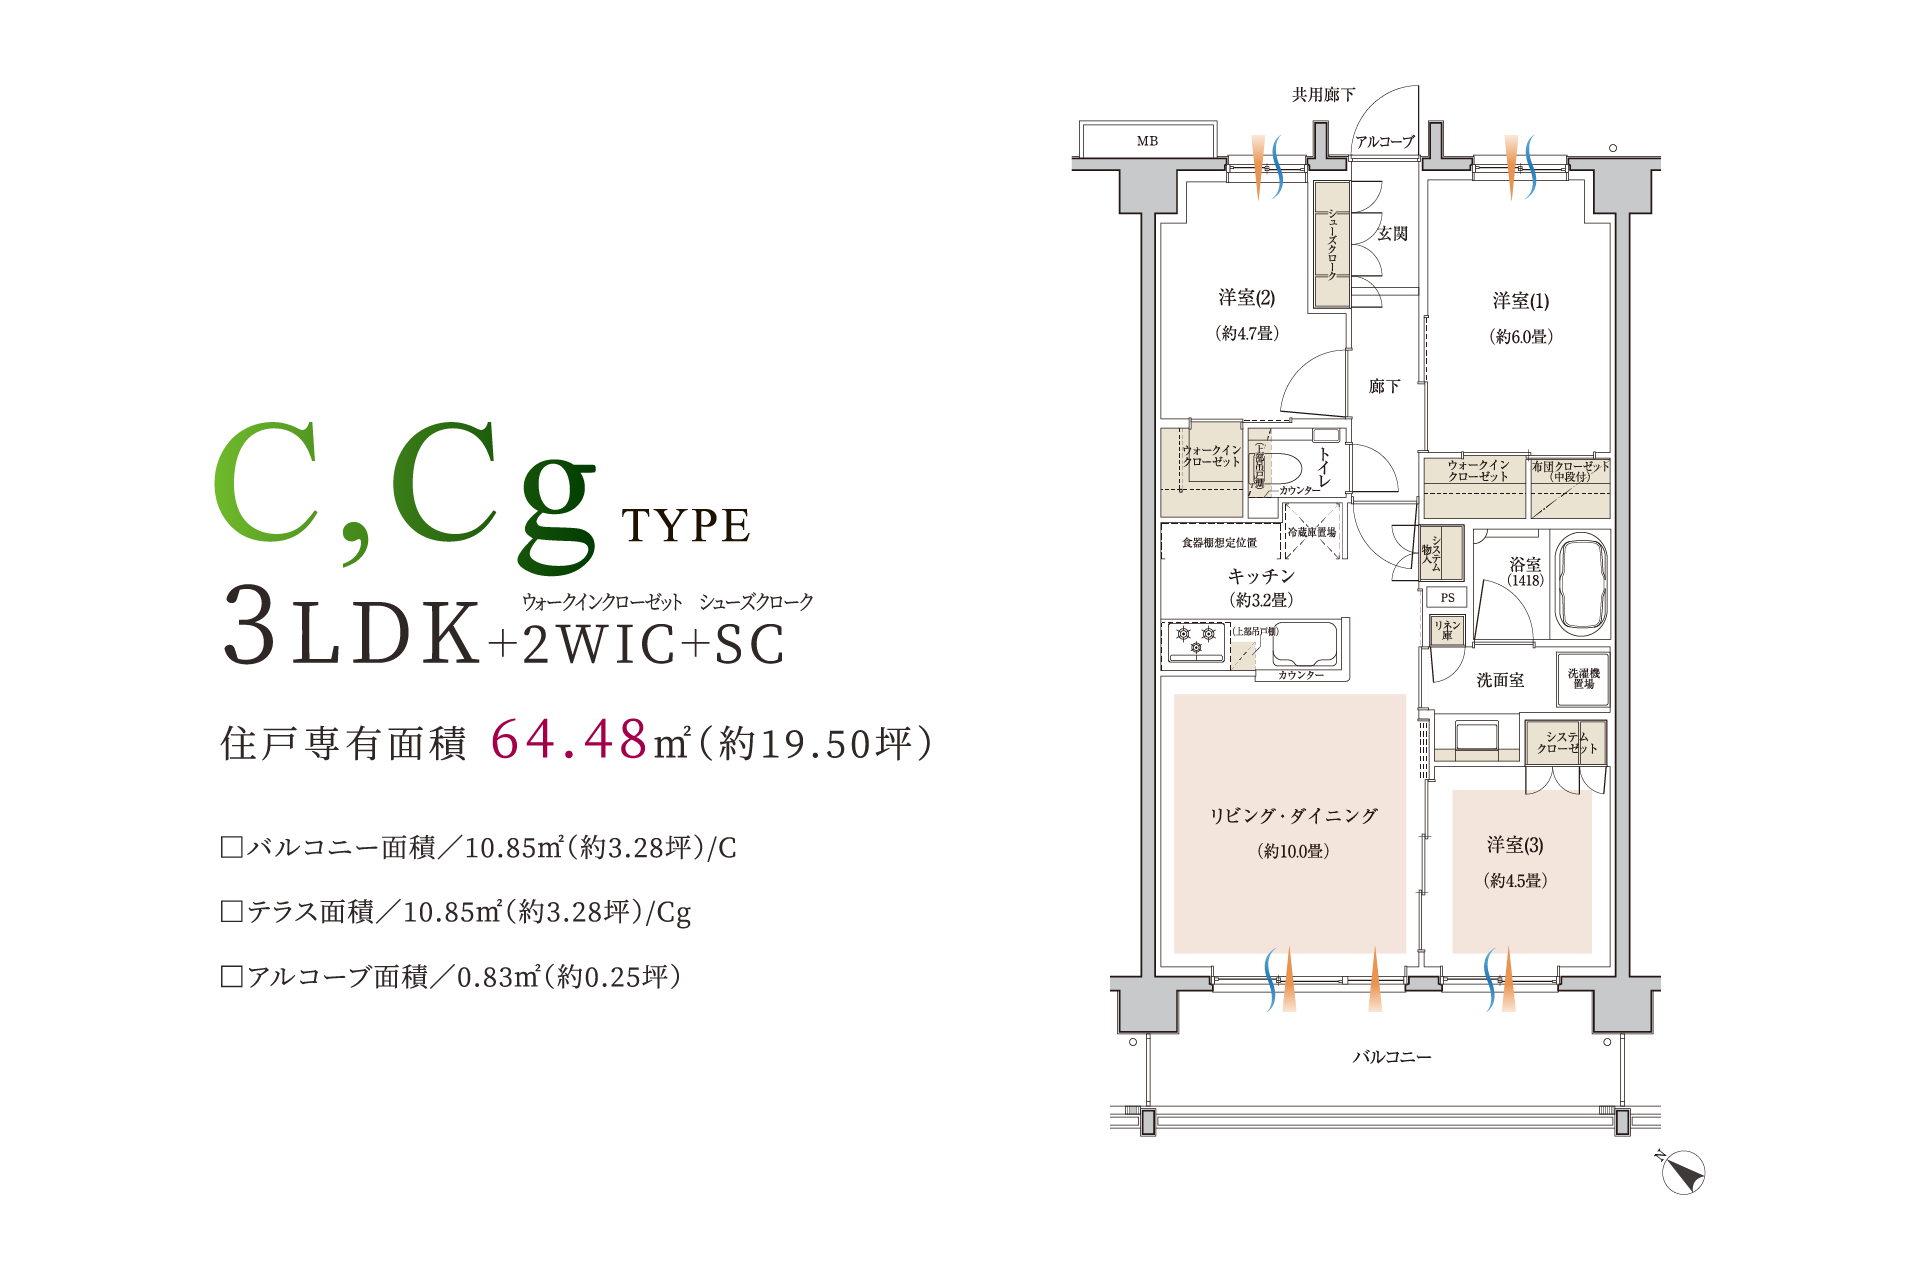 C,Cg TYPE
ウォークインクローゼット シューズクローク
3LDK+2WIC+SC
住戸専有面積 64.48㎡(約19.50坪)
□バルコニー面積／10.85㎡(約3.28坪)/C
□テラス面積／10.85㎡(約3.28坪)/Cg
□アルコーブ面積／0.83㎡(約0.25坪)
共用廊下
MB
アルコーブ
シューズクローク
玄関
洋室(2)
(約4.7畳)
洋室(1)
(約6.0畳)
廊下
ウォークイン
クローゼット
(上部吊戸棚)
トイレ
カウンター
ウォークイン
クローゼット
布団クローゼット
(中段付)
食器棚想定位置
冷蔵庫置場
システム
物入
浴室
(1418)
キッチン
(約3.2畳)
PS
リネン
庫
(上部吊戸棚)
カウンター
洗面室
洗濯機
置場
システム
クローゼット
リビング・ダイニング
(約10.0畳)
洋室(3)
(約4.5畳)
バルコニー
N